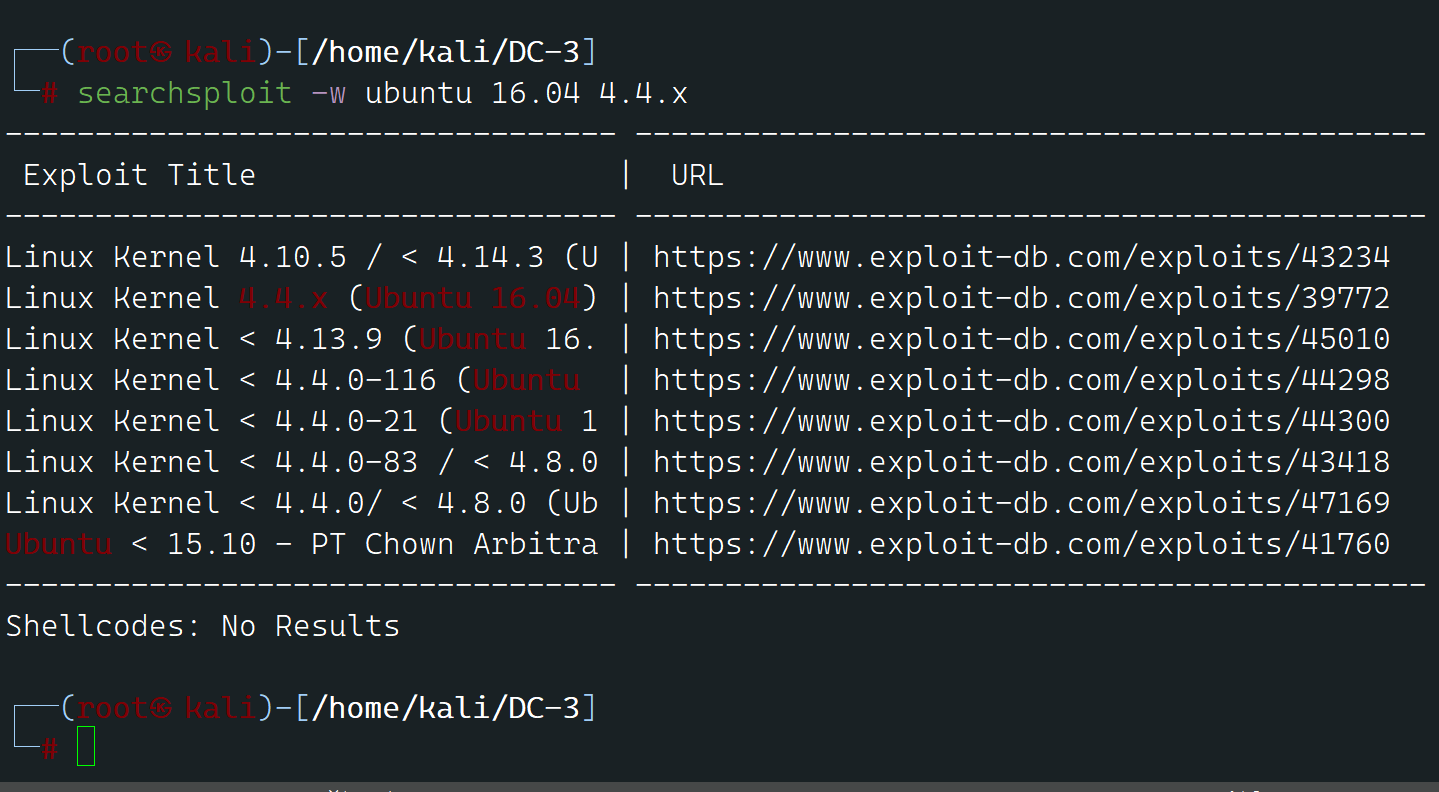 (root㉿kali)-[/home/kali/DC-3]
# searchsploit -w ubuntu 16.04 4.4.x
---------------------------------- --------------------------------------------
Exploit Title | URL
---------------------------------- --------------------------------------------
Linux Kernel 4.10.5 / < 4.14.3 (U | https://www.exploit-db.com/exploits/43234
Linux Kernel 4.4.x (Ubuntu 16.04) | https://www.exploit-db.com/exploits/39772
Linux Kernel < 4.13.9 (Ubuntu 16. | https://www.exploit-db.com/exploits/45010
Linux Kernel < 4.4.0-116 (Ubuntu | https://www.exploit-db.com/exploits/44298
Linux Kernel < 4.4.0-21 (Ubuntu 1 | https://www.exploit-db.com/exploits/44300
Linux Kernel < 4.4.0-83 / < 4.8.0 | https://www.exploit-db.com/exploits/43418
Linux Kernel < 4.4.0/ < 4.8.0 (Ub | https://www.exploit-db.com/exploits/47169
Ubuntu < 15.10 - PT Chown Arbitra | https://www.exploit-db.com/exploits/41760
---------------------------------- --------------------------------------------
Shellcodes: No Results
(root㉿kali)-[/home/kali/DC-3]
#